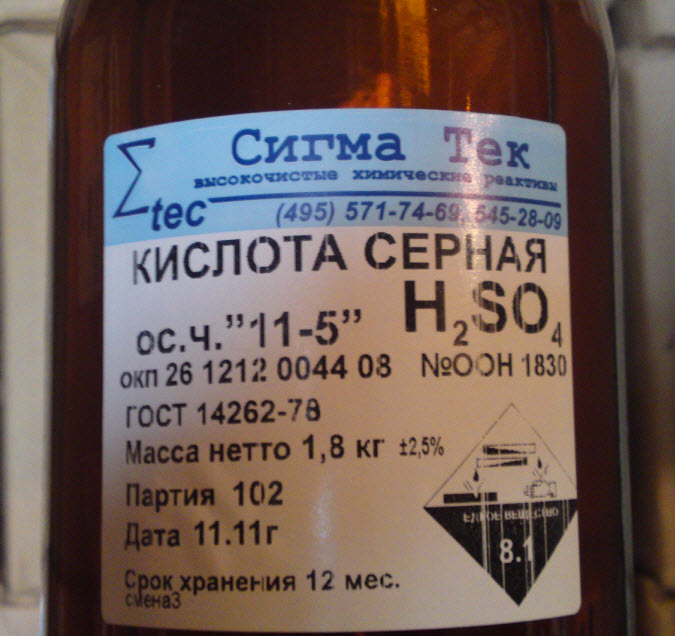 Σtec
Сигма Тек
высокочистые химические реактивы
(495) 571-74-69, 545-28-09
КИСЛОТА СЕРНАЯ
ос.ч.”11-5” H₂SO₄
окп 26 1212 0044 08 №ООН 1830
ГОСТ 14262-78
Масса нетто 1,8 кг ±2,5%
Партия 102
Дата 11.11г
ЕДКОЕ ВЕЩЕСТВО
8.1
Срок хранения 12 мес.
смена3